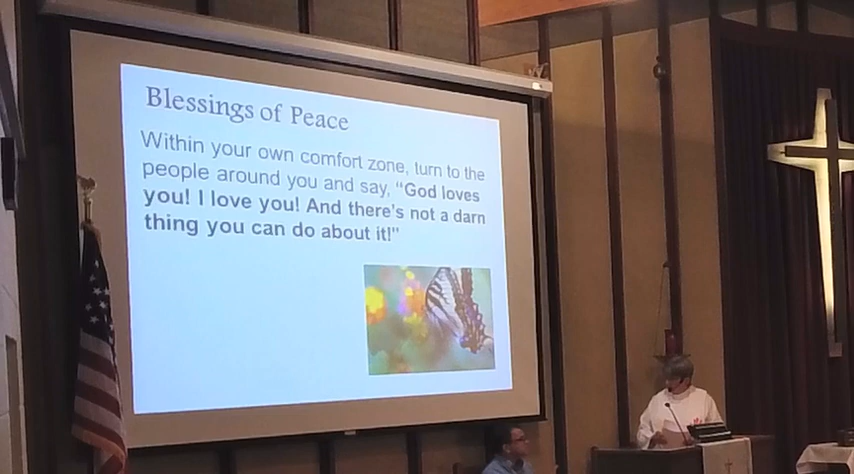 Blessings of Peace
Within your own comfort zone, turn to the
people around you and say, "God loves
you! I love you! And there's not a darn
thing you can do about it!"